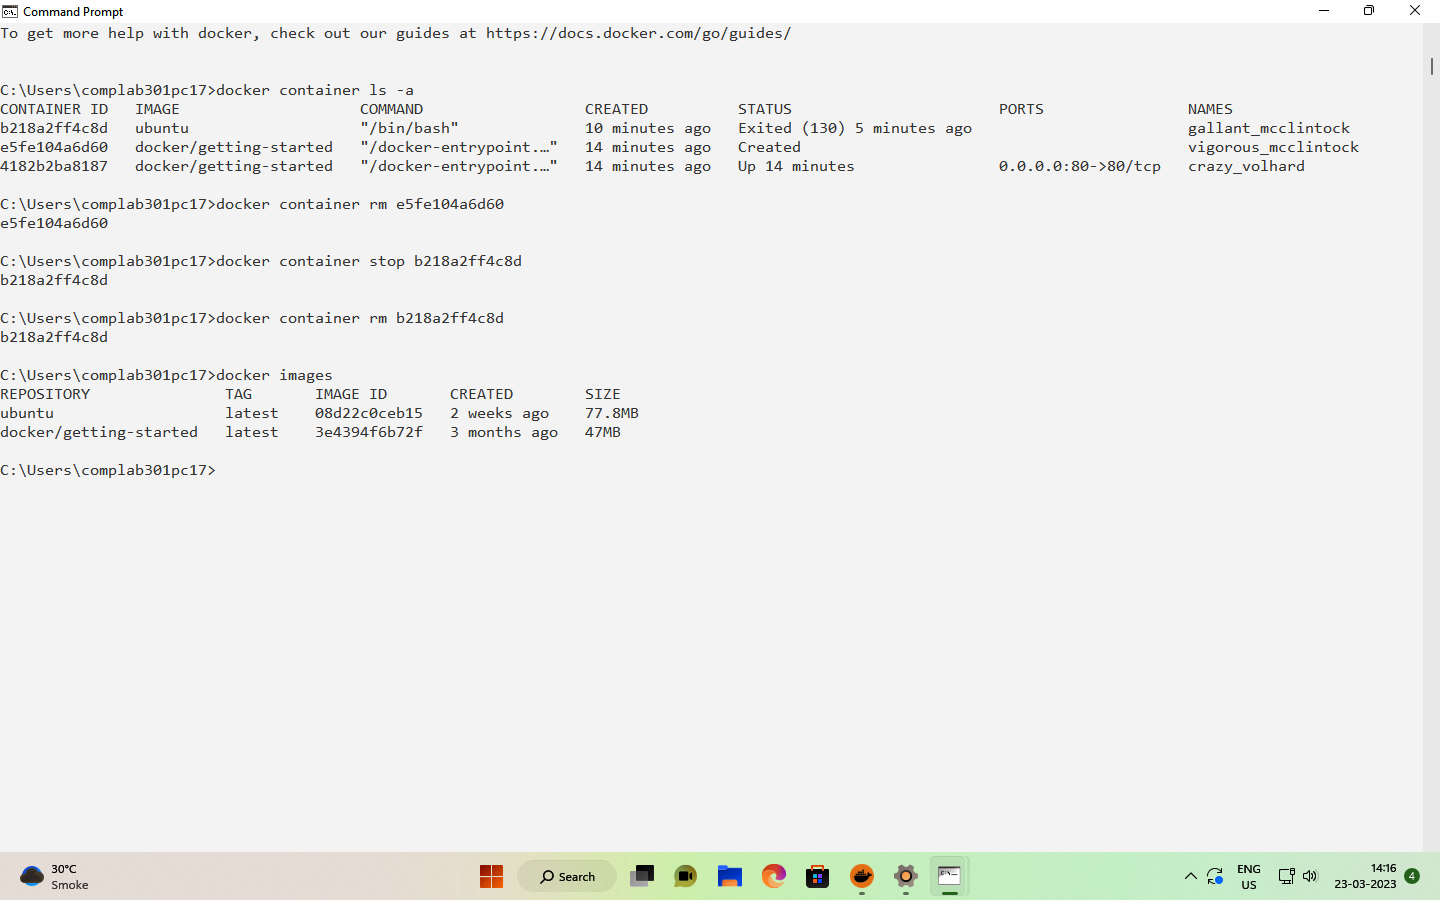 Command Prompt
To get more help with docker, check out our guides at https://docs.docker.com/go/guides/
C:\Users\complab301pc17>docker container ls -a
CONTAINER ID   IMAGE                    COMMAND                  CREATED          STATUS                       PORTS                NAMES
b218a2ff4c8d   ubuntu                   "/bin/bash"              10 minutes ago   Exited (130) 5 minutes ago                        gallant_mcclintock
e5fe104a6d60   docker/getting-started   "/docker-entrypoint.…"   14 minutes ago   Created                                           vigorous_mcclintock
4182b2ba8187   docker/getting-started   "/docker-entrypoint.…"   14 minutes ago   Up 14 minutes                0.0.0.0:80->80/tcp   crazy_volhard
C:\Users\complab301pc17>docker container rm e5fe104a6d60
e5fe104a6d60
C:\Users\complab301pc17>docker container stop b218a2ff4c8d
b218a2ff4c8d
C:\Users\complab301pc17>docker container rm b218a2ff4c8d
b218a2ff4c8d
C:\Users\complab301pc17>docker images
REPOSITORY               TAG       IMAGE ID       CREATED        SIZE
ubuntu                   latest    08d22c0ceb15   2 weeks ago    77.8MB
docker/getting-started   latest    3e4394f6b72f   3 months ago   47MB
C:\Users\complab301pc17>
30°C
Smoke
Search
ENG
US
14:16
23-03-2023
4